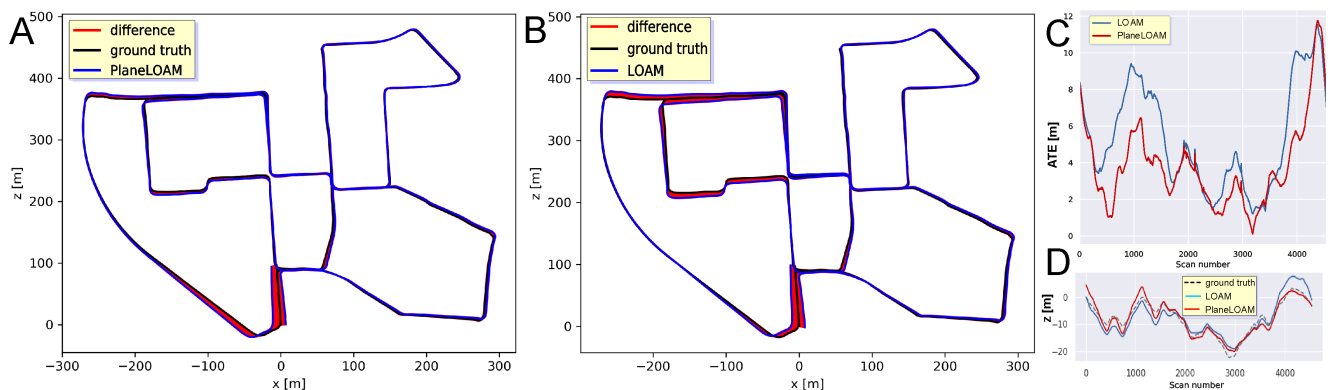 A
500
400
300
200
100
0
z [m]
−300
−200
−100
0
100
200
300
x [m]
difference
ground truth
PlaneLOAM
B
500
400
300
200
100
0
z [m]
−200
−100
0
100
200
300
x [m]
difference
ground truth
LOAM
C
12
10
8
6
4
2
0
ATE [m]
LOAM
PlaneLOAM
0
1000
2000
3000
4000
Scan number
D
0
−10
−20
z [m]
ground truth
LOAM
PlaneLOAM
0
1000
2000
3000
4000
Scan number